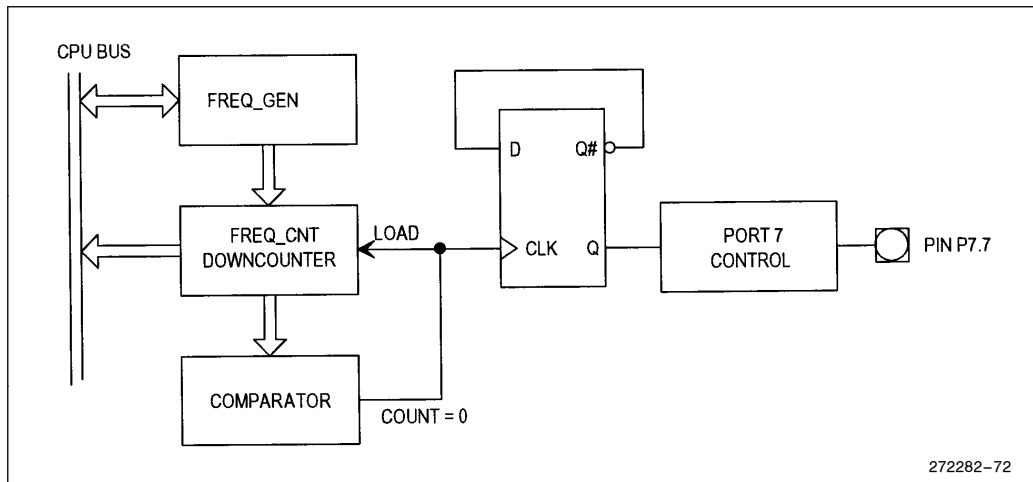 CPU BUS
FREQ_GEN
FREQ_CNT
DOWNCOUNTER
LOAD
D
Q#
CLK
Q
PORT 7
CONTROL
PIN P7.7
COMPARATOR
COUNT = 0
272282-72